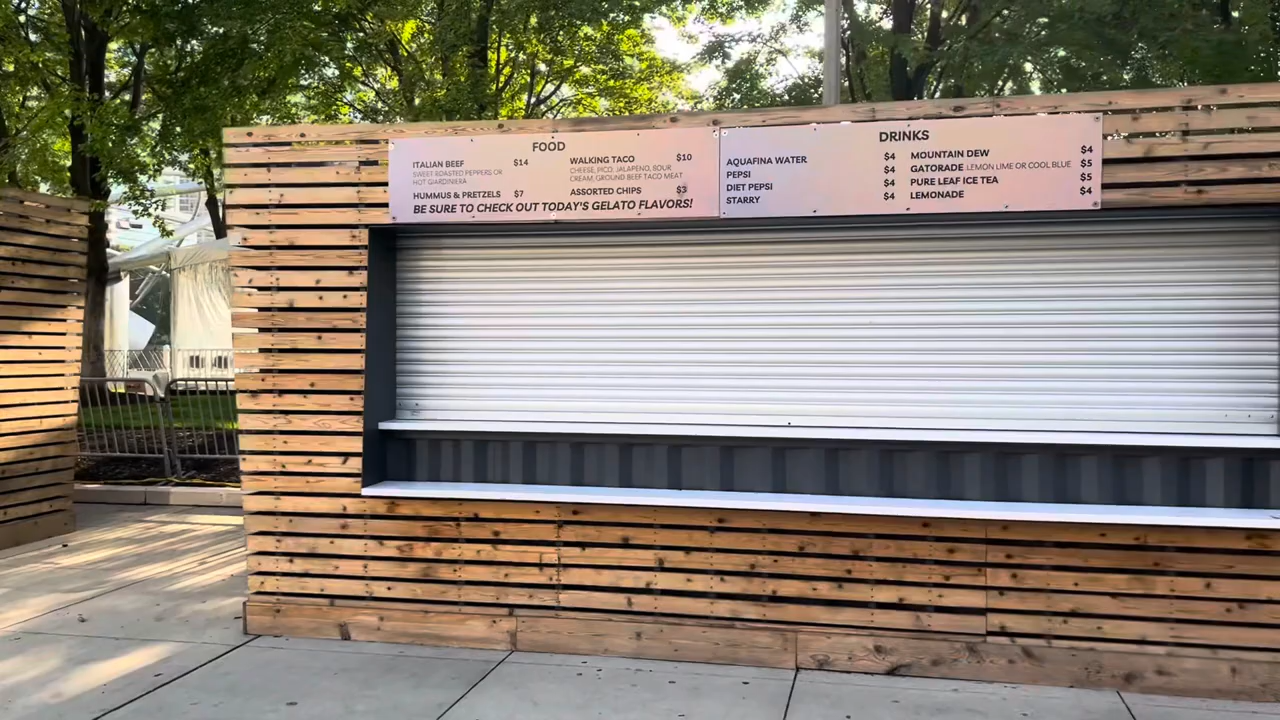 FOOD
ITALIAN BEEF $14
SWEET ROASTED PEPPERS OR
HOT GIARDINIERA
HUMMUS & PRETZELS $7
WALKING TACO $10
CHEESE, PICO, JALAPENO, SOUR
CREAM, GROUND BEEF TACO MEAT
ASSORTED CHIPS $3
BE SURE TO CHECK OUT TODAY'S GELATO FLAVORS!
DRINKS
AQUAFINA WATER $4
PEPSI $4
DIET PEPSI $4
STARRY $4
MOUNTAIN DEW $4
GATORADE LEMON LIME OR COOL BLUE $5
PURE LEAF ICE TEA $5
LEMONADE $4